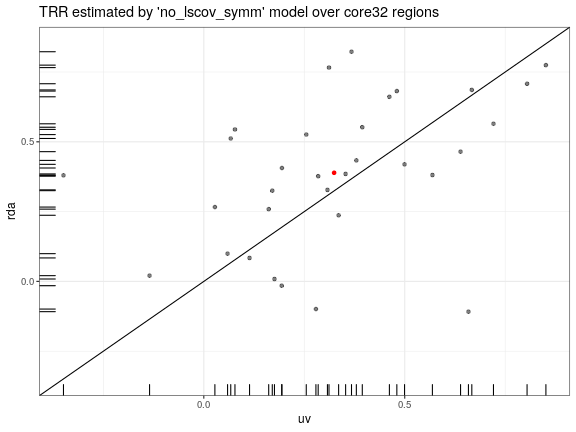 TRR estimated by 'no_lscov_symm' model over core32 regions
rda
0.5
0.0
0.0
0.5
uv